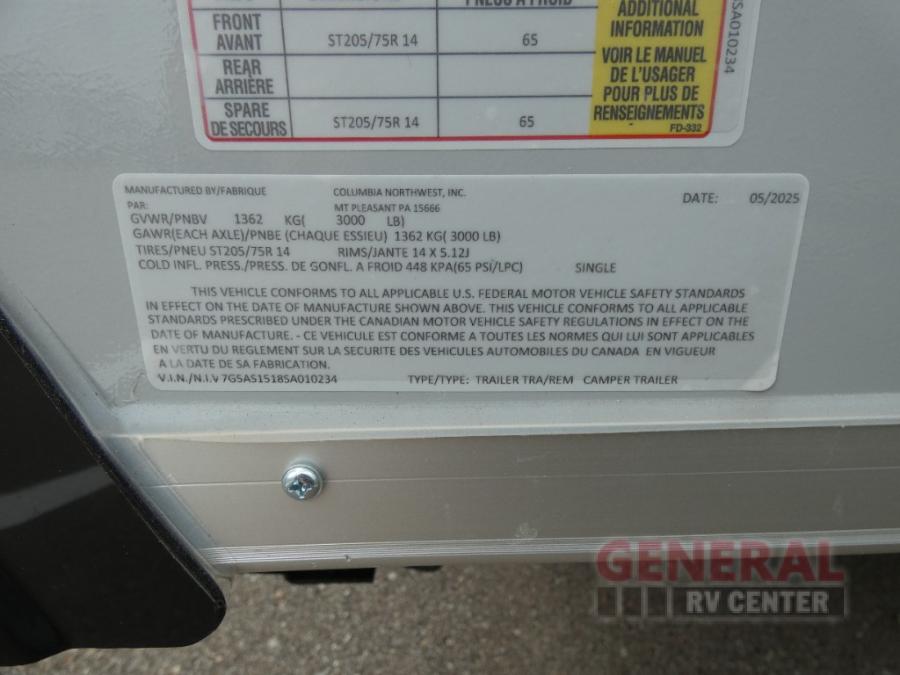 PNEUS À FROID
FRONT
AVANT
ST205/75R 14
65
REAR
ARRIÈRE
SPARE
DE SECOURS
ST205/75R 14
65
ADDITIONAL
INFORMATION
VOIR LE MANUEL
DE L'USAGER
POUR PLUS DE
RENSEIGNEMENTS
FD-332
SA010234
MANUFACTURED BY/FABRIQUE COLUMBIA NORTHWEST, INC. DATE: 05/2025
PAR: MT PLEASANT PA 15666
GVWR/PNBV 1362 KG( 3000 LB)
GAWR(EACH AXLE)/PNBE (CHAQUE ESSIEU) 1362 KG( 3000 LB)
TIRES/PNEU ST205/75R 14 RIMS/JANTE 14 X 5.12J
COLD INFL. PRESS./PRESS. DE GONFL. A FROID 448 KPA(65 PSI/LPC) SINGLE
THIS VEHICLE CONFORMS TO ALL APPLICABLE U.S. FEDERAL MOTOR VEHICLE SAFETY STANDARDS
IN EFFECT ON THE DATE OF MANUFACTURE SHOWN ABOVE. THIS VEHICLE CONFORMS TO ALL APPLICABLE
STANDARDS PRESCRIBED UNDER THE CANADIAN MOTOR VEHICLE SAFETY REGULATIONS IN EFFECT ON THE
DATE OF MANUFACTURE. - CE VEHICULE EST CONFORME A TOUTES LES NORMES QUI LUI SONT APPLICABLES
EN VERTU DU REGLEMENT SUR LA SECURITE DES VEHICULES AUTOMOBILES DU CANADA EN VIGUEUR
A LA DATE DE SA FABRICATION.
V.I.N./N.I.V 7G5AS1518SA010234 TYPE/TYPE: TRAILER TRA/REM CAMPER TRAILER
GENERAL
RV CENTER